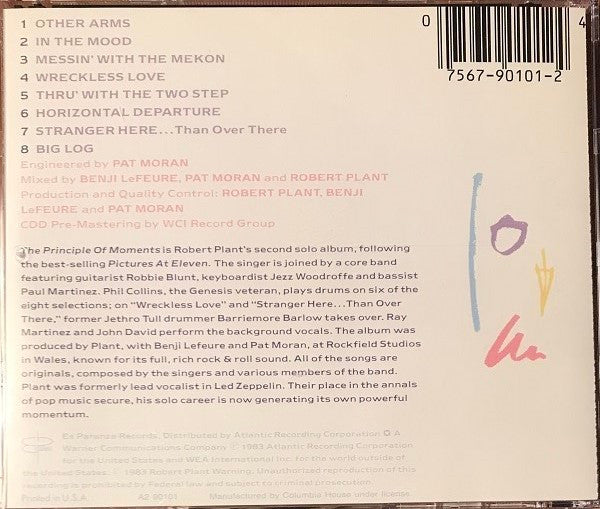 1 OTHER ARMS
2 IN THE MOOD
3 MESSIN' WITH THE MEKON
4 WRECKLESS LOVE
5 THRU' WITH THE TWO STEP
6 HORIZONTAL DEPARTURE
7 STRANGER HERE...Than Over There
8 BIG LOG
Engineered by PAT MORAN
Mixed by BENJI LeFEURE, PAT MORAN and ROBERT PLANT
Production and Quality Control: ROBERT PLANT, BENJI
LeFEURE and PAT MORAN
CDD Pre-Mastering by WCI Record Group
The Principle Of Moments is Robert Plant's second solo album, following
the best-selling Pictures At Eleven. The singer is joined by a core band
featuring guitarist Robbie Blunt, keyboardist Jezz Woodroffe and bassist
Paul Martinez. Phil Collins, the Genesis veteran, plays drums on six of the
eight selections; on "Wreckless Love" and "Stranger Here...Than Over
There," former Jethro Tull drummer Barriemore Barlow takes over. Ray
Martinez and John David perform the background vocals. The album was
produced by Plant, with Benji Lefeure and Pat Moran, at Rockfield Studios
in Wales, known for its full, rich rock & roll sound. All of the songs are
originals, composed by the singers and various members of the band.
Plant was formerly lead vocalist in Led Zeppelin. Their place in the annals
of pop music secure, his solo career is now generating its own powerful
momentum.
Es Paranza Records, Distributed by Atlantic Recording Corporation A
Warner Communications Company © 1983 Atlantic Recording Corporation
for the United States and WEA International Inc. for the world outside of
the United States. 1983 Robert Plant Warning: Unauthorized reproduction of this
recording is prohibited by Federal law and subject to criminal prosecution.
Printed in U.S.A. A2 90101 Manufactured by Columbia House under license
0 4
7567-90101-2